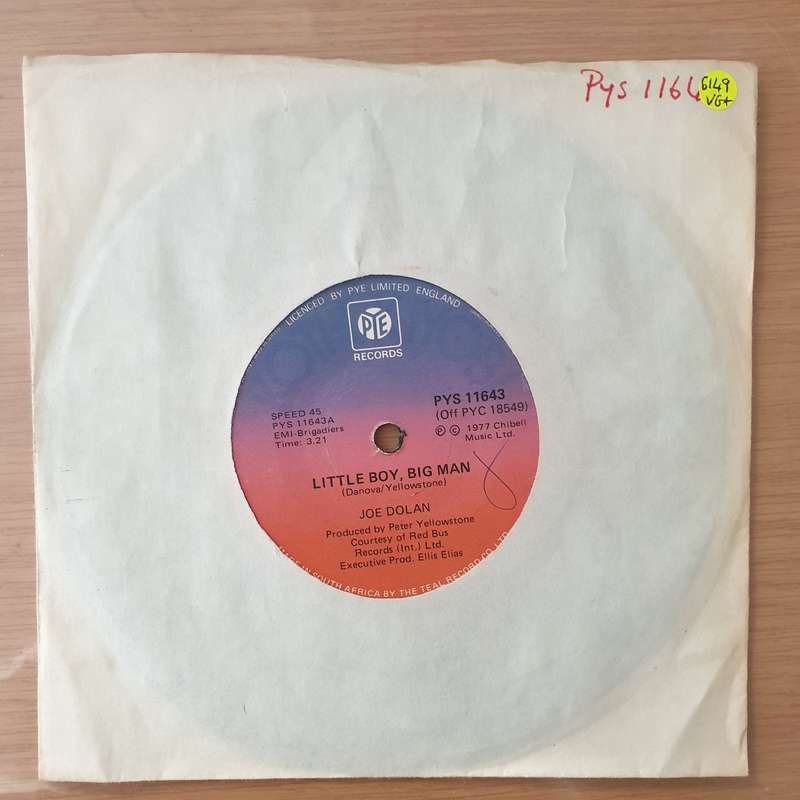 Pys 1164
6149
VG+
LICENCED BY PYE LIMITED ENGLAND
PYE
RECORDS
SPEED 45
PYS 11643A
EMI-Brigadiers
Time: 3.21
PYS 11643
(Off PYC 18549)
Ⓟ © 1977 Chibell
Music Ltd.
LITTLE BOY, BIG MAN
(Danova/Yellowstone)
JOE DOLAN
Produced by Peter Yellowstone
Courtesy of Red Bus
Records (Int.) Ltd.
Executive Prod. Ellis Elias
IN SOUTH AFRICA BY THE TEAL RECORD CO. LTD.